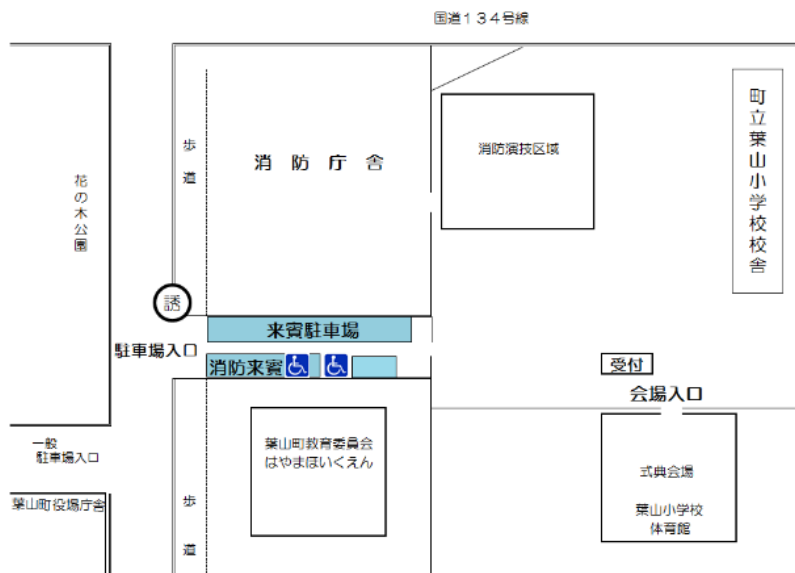 国道１３４号線
町立葉山小学校校舎
歩道
消防庁舎
消防演技区域
花の木公園
誘
来賓駐車場
駐車場入口
消防来賓
受付
会場入口
一般
駐車場入口
葉山町教育委員会
はやまほいくえん
式典会場
葉山町役場庁舎
歩道
葉山小学校
体育館